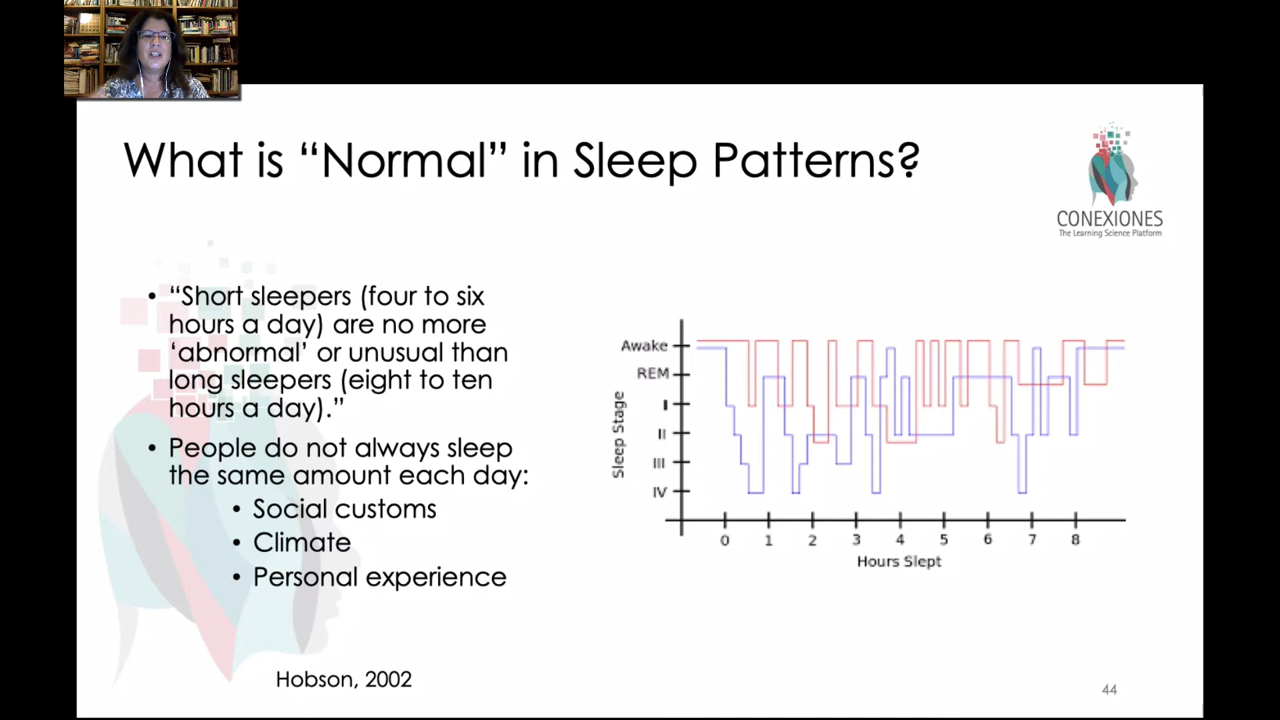 What is “Normal” in Sleep Patterns?
CONEXIONES
The Learning Science Platform
• “Short sleepers (four to six
hours a day) are no more
‘abnormal’ or unusual than
long sleepers (eight to ten
hours a day).”
• People do not always sleep
the same amount each day:
• Social customs
• Climate
• Personal experience
Hobson, 2002
Sleep Stage
Awake
REM
I
II
III
IV
0 1 2 3 4 5 6 7 8
Hours Slept
44